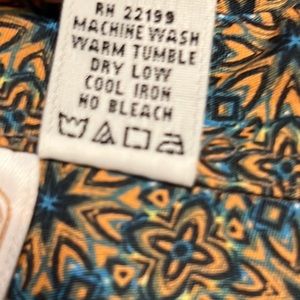 RN 22199
MACHINE WASH
WARM TUMBLE
DRY LOW
COOL IRON
NO BLEACH